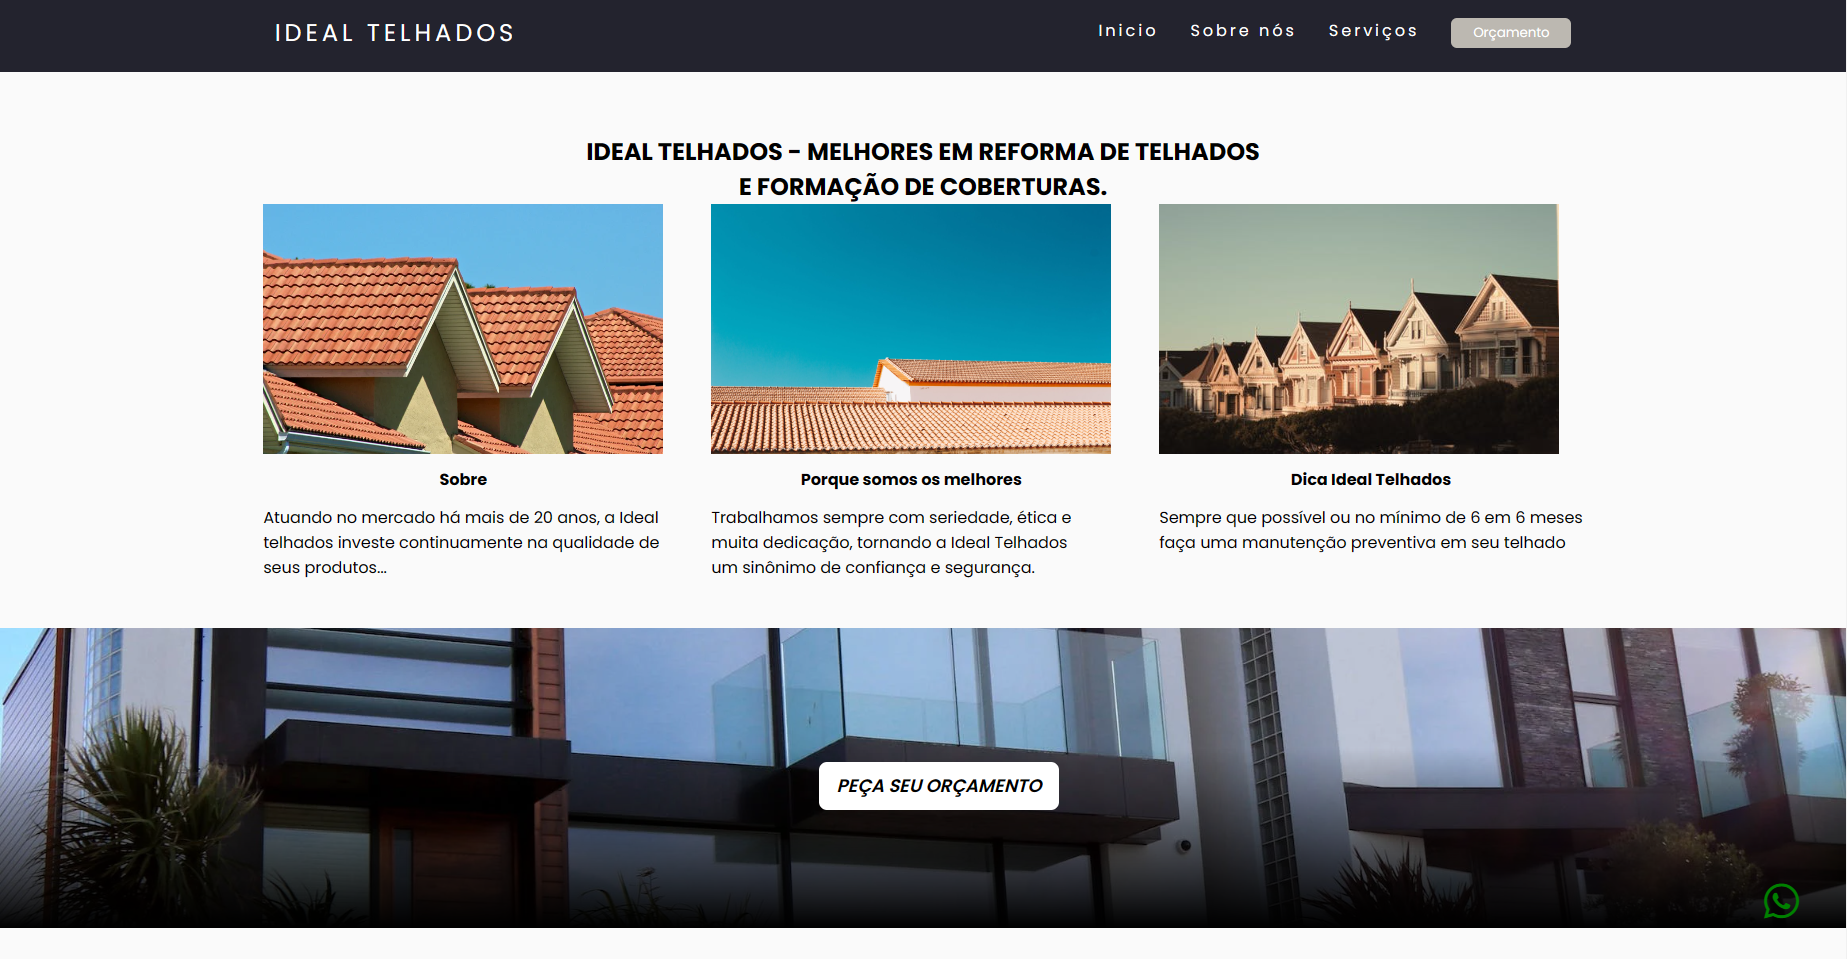 IDEAL TELHADOS
Inicio Sobre nós Serviços Orçamento
IDEAL TELHADOS - MELHORES EM REFORMA DE TELHADOS
E FORMAÇÃO DE COBERTURAS.
Sobre
Atuando no mercado há mais de 20 anos, a Ideal
telhados investe continuamente na qualidade de
seus produtos...
Porque somos os melhores
Trabalhamos sempre com seriedade, ética e
muita dedicação, tornando a Ideal Telhados
um sinônimo de confiança e segurança.
Dica Ideal Telhados
Sempre que possível ou no mínimo de 6 em 6 meses
faça uma manutenção preventiva em seu telhado
PEÇA SEU ORÇAMENTO